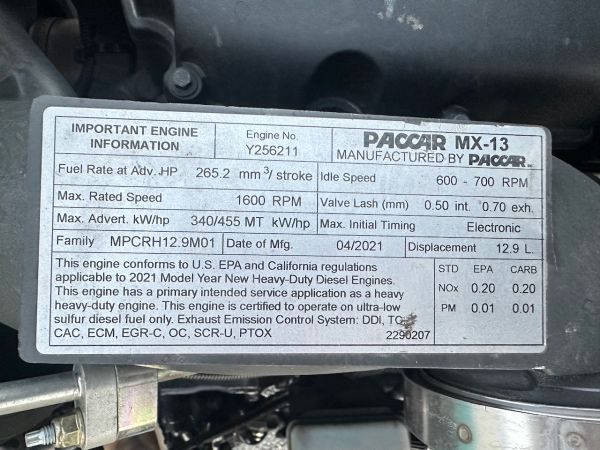 IMPORTANT ENGINE INFORMATION
Engine No. Y256211
PACCAR MX-13
MANUFACTURED BY PACCAR INC
Fuel Rate at Adv. HP 265.2 mm3/ stroke
Idle Speed 600 - 700 RPM
Max. Rated Speed 1600 RPM
Valve Lash (mm) 0.50 int. 0.70 exh.
Max. Advert. kW/hp 340/455 MT kW/hp
Max. Initial Timing Electronic
Family MPCRH12.9M01
Date of Mfg. 04/2021
Displacement 12.9 L.
This engine conforms to U.S. EPA and California regulations
applicable to 2021 Model Year New Heavy-Duty Diesel Engines.
This engine has a primary intended service application as a heavy
heavy-duty engine. This engine is certified to operate on ultra-low
sulfur diesel fuel only. Exhaust Emission Control System: DDI, TC,
CAC, ECM, EGR-C, OC, SCR-U, PTOX
2290207
STD EPA CARB
NOx 0.20 0.20
PM 0.01 0.01